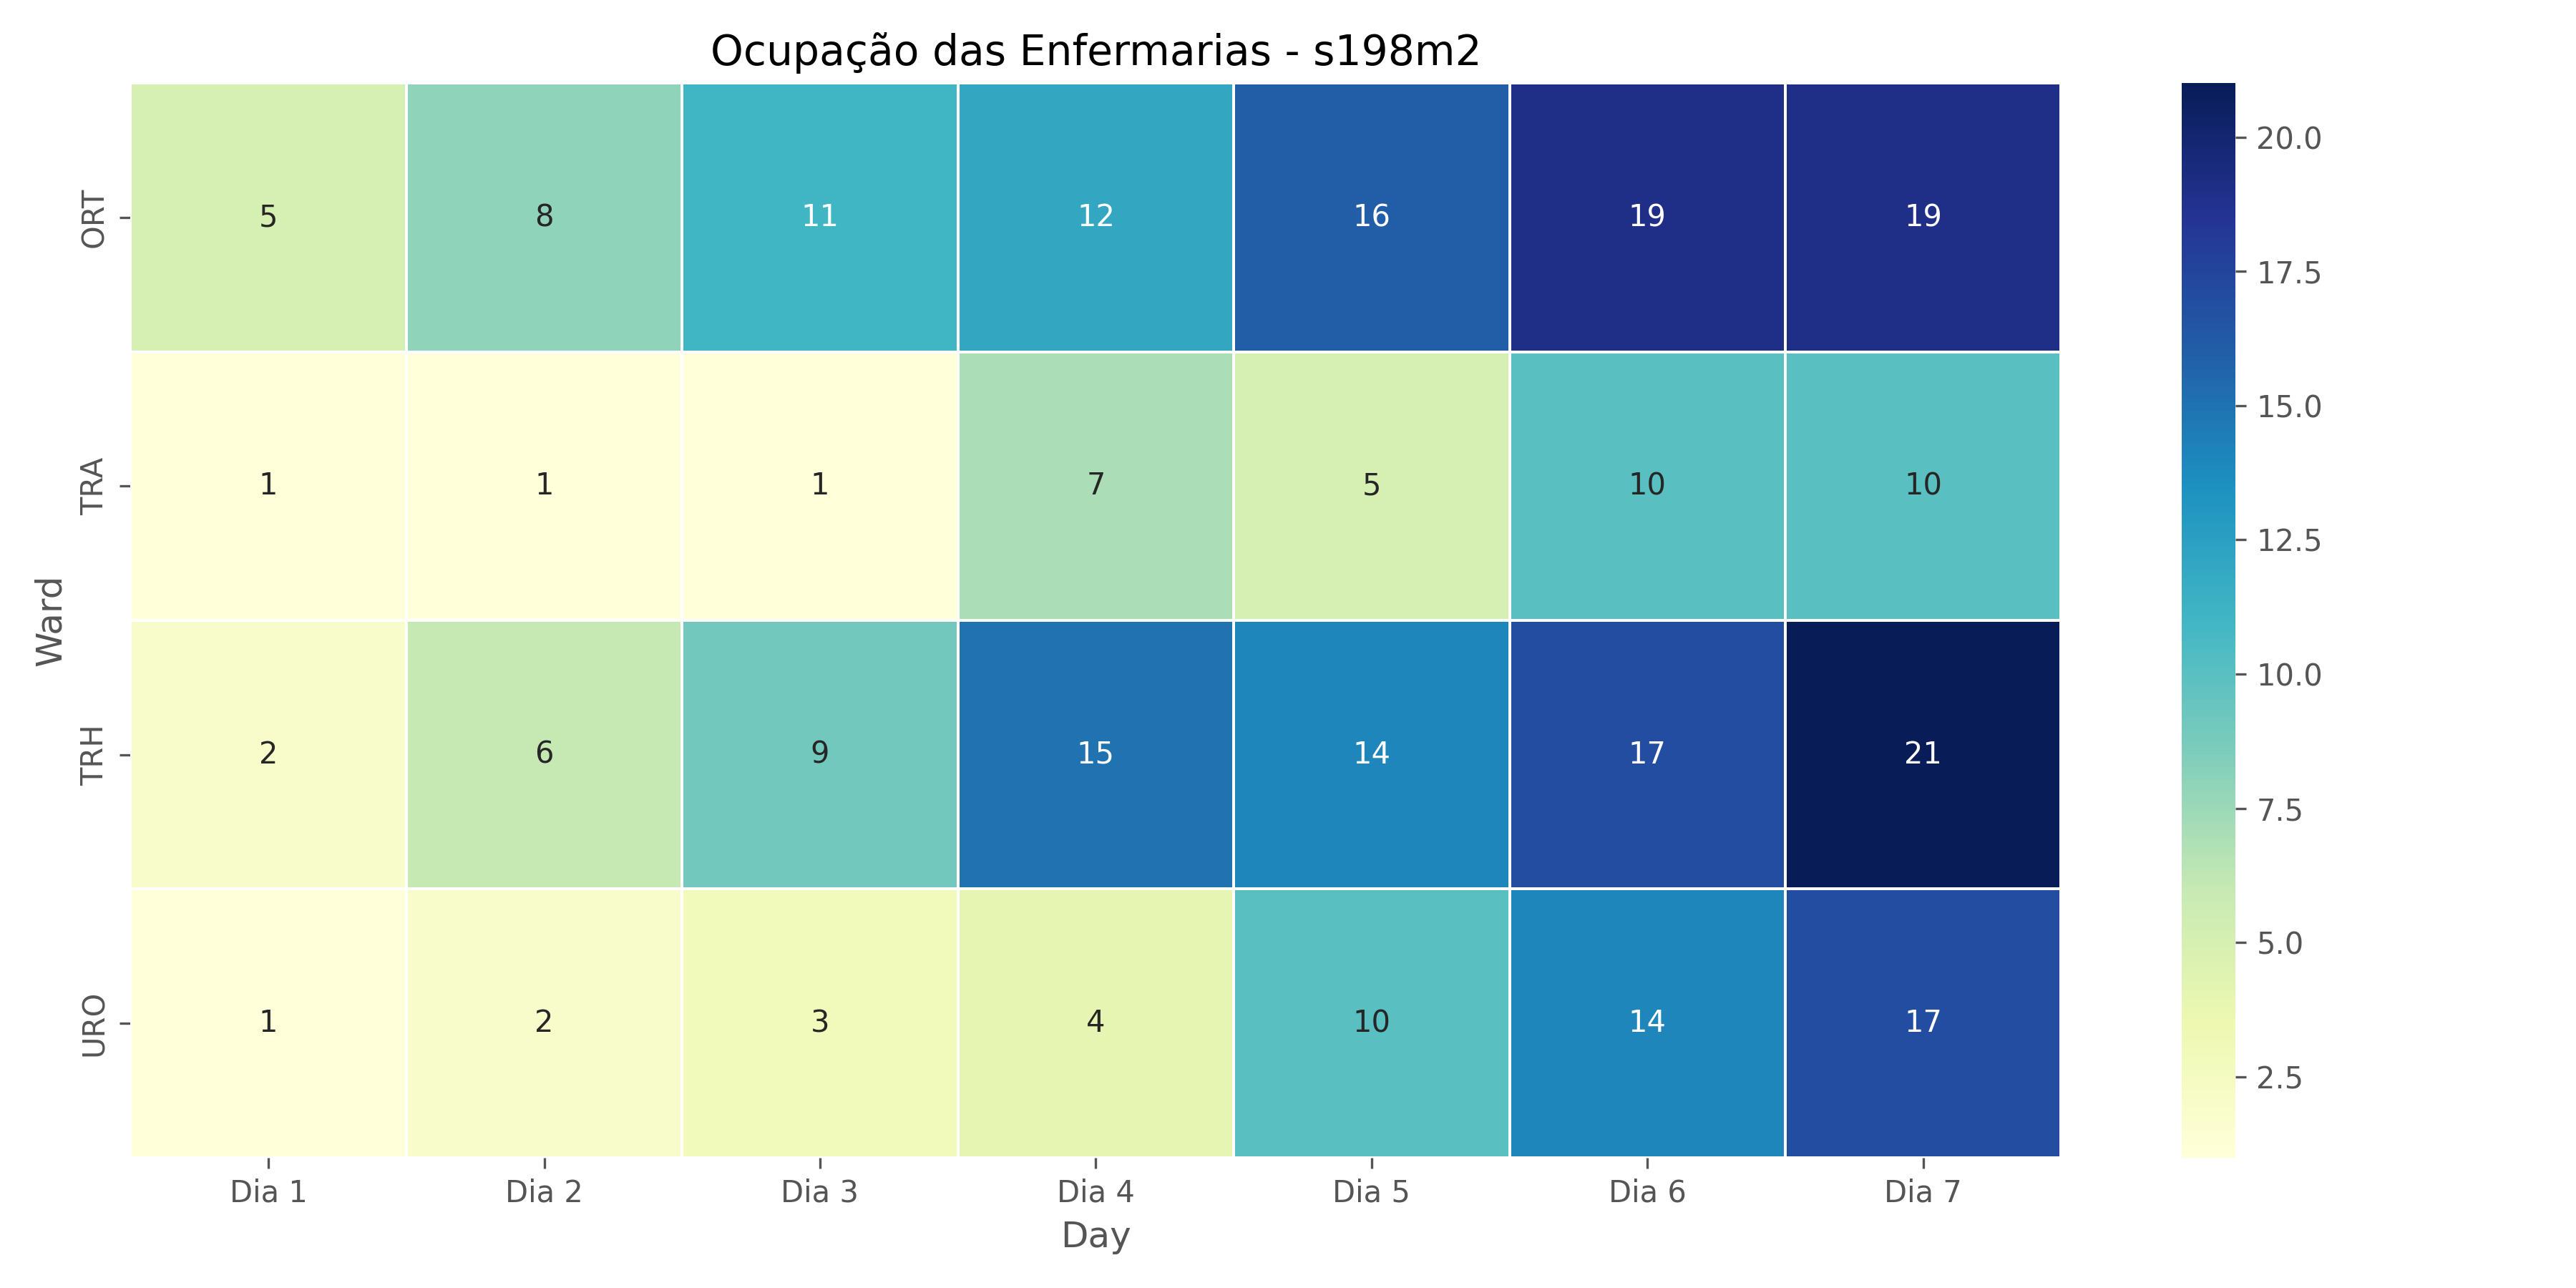 Ocupação das Enfermarias - s198m2
Ward
ORT 5 8 11 12 16 19 19
TRA 1 1 1 7 5 10 10
TRH 2 6 9 15 14 17 21
URO 1 2 3 4 10 14 17
Dia 1 Dia 2 Dia 3 Dia 4 Dia 5 Dia 6 Dia 7
Day
20.0
17.5
15.0
12.5
10.0
7.5
5.0
2.5